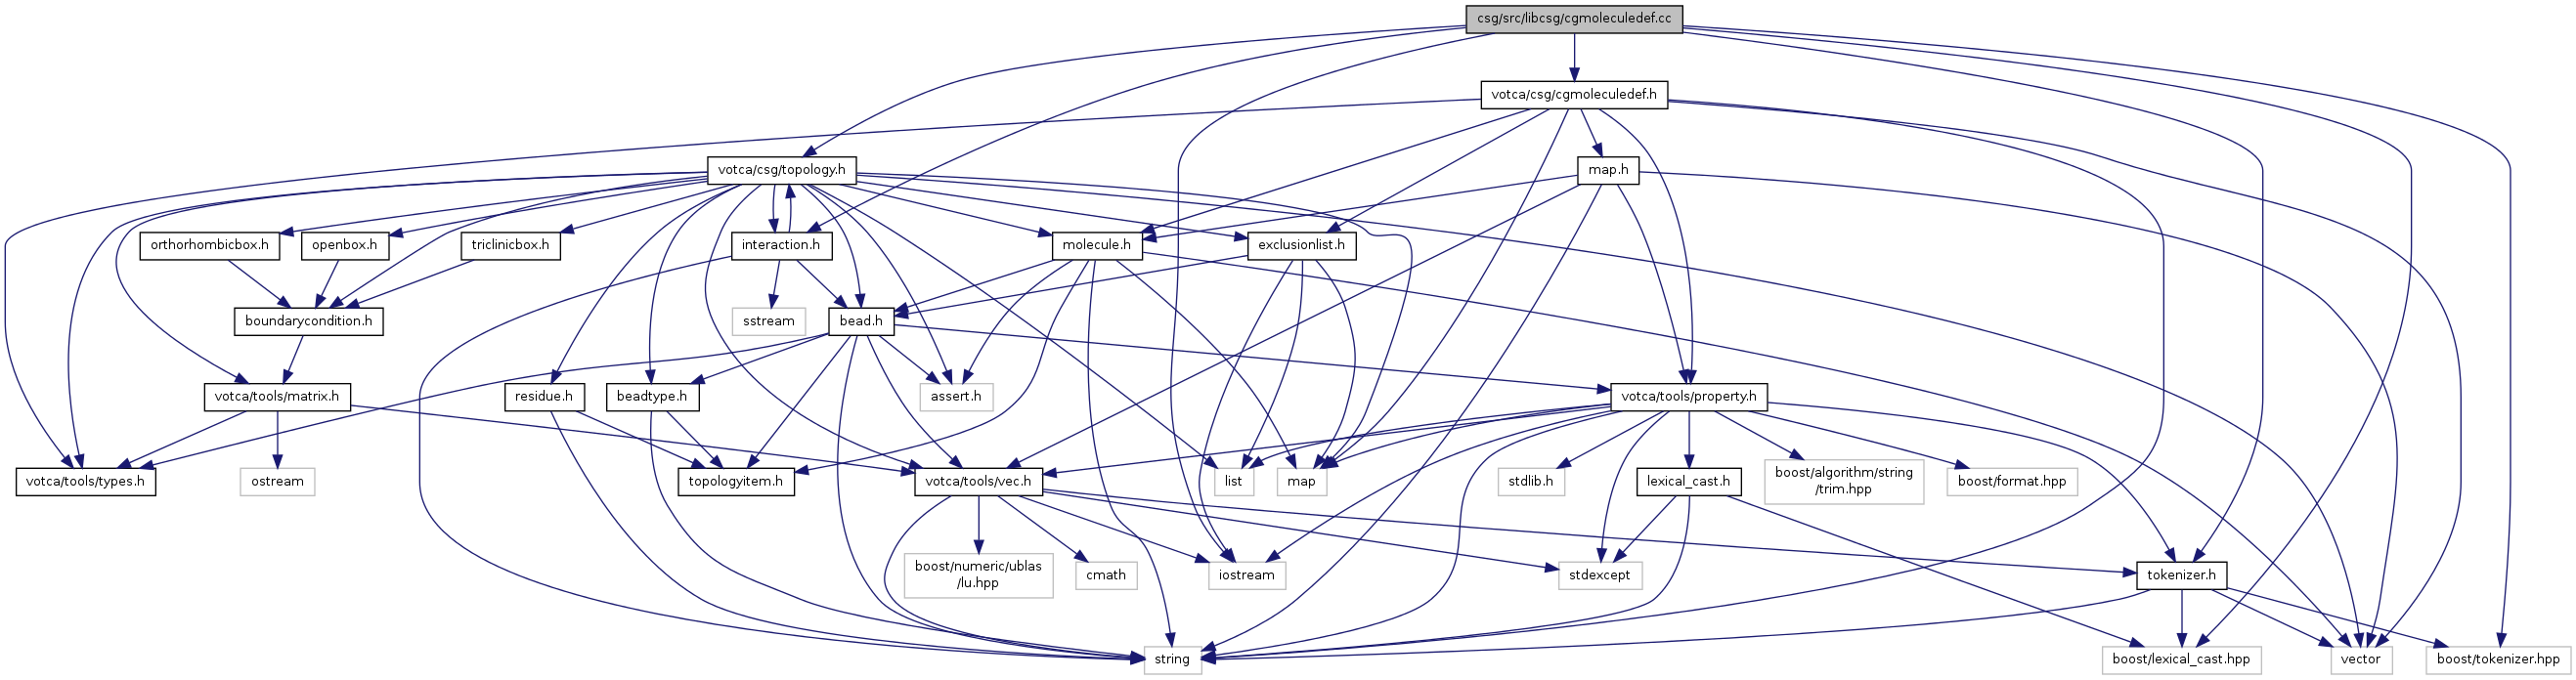 csg/src/libcsg/cgmoleculedef.cc
votca/csg/cgmoleculedef.h
votca/csg/topology.h
map.h
orthorhombicbox.h
openbox.h
triclinicbox.h
interaction.h
molecule.h
exclusionlist.h
boundarycondition.h
sstream
bead.h
votca/tools/matrix.h
residue.h
beadtype.h
assert.h
votca/tools/property.h
votca/tools/types.h
ostream
topologyitem.h
votca/tools/vec.h
list
map
stdlib.h
lexical_cast.h
boost/algorithm/string
/trim.hpp
boost/format.hpp
boost/numeric/ublas
/lu.hpp
cmath
iostream
stdexcept
tokenizer.h
string
boost/lexical_cast.hpp
vector
boost/tokenizer.hpp